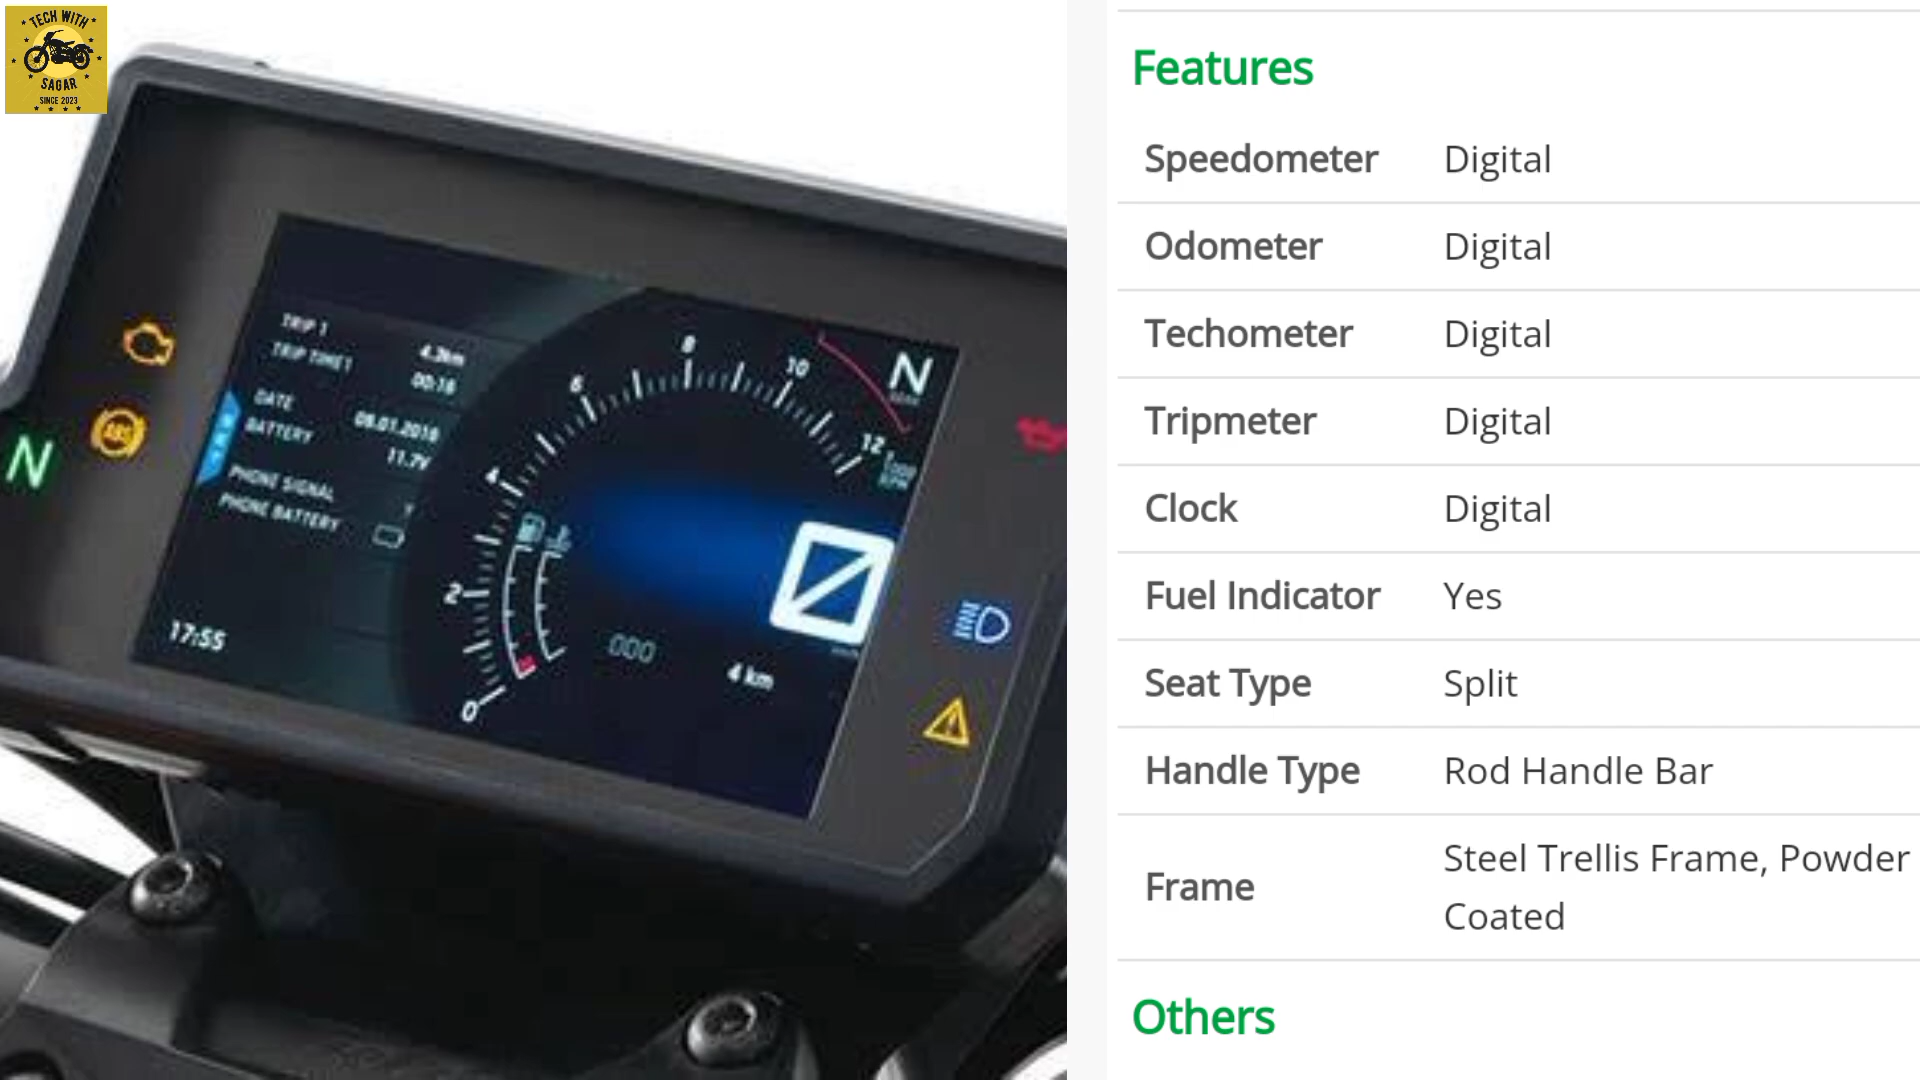 TECH WITH
SAGAR
SINCE 2023
TRIP 1
4.3km
TRIP TIME1
00:18
DATE
09.01.2018
BATTERY
11.7V
PHONE SIGNAL
PHONE BATTERY
17:55
0
2
4
6
8
10
12
N
000
4 km
0
N
ABS
Features
Speedometer Digital
Odometer Digital
Techometer Digital
Tripmeter Digital
Clock Digital
Fuel Indicator Yes
Seat Type Split
Handle Type Rod Handle Bar
Frame Steel Trellis Frame, Powder
Coated
Others